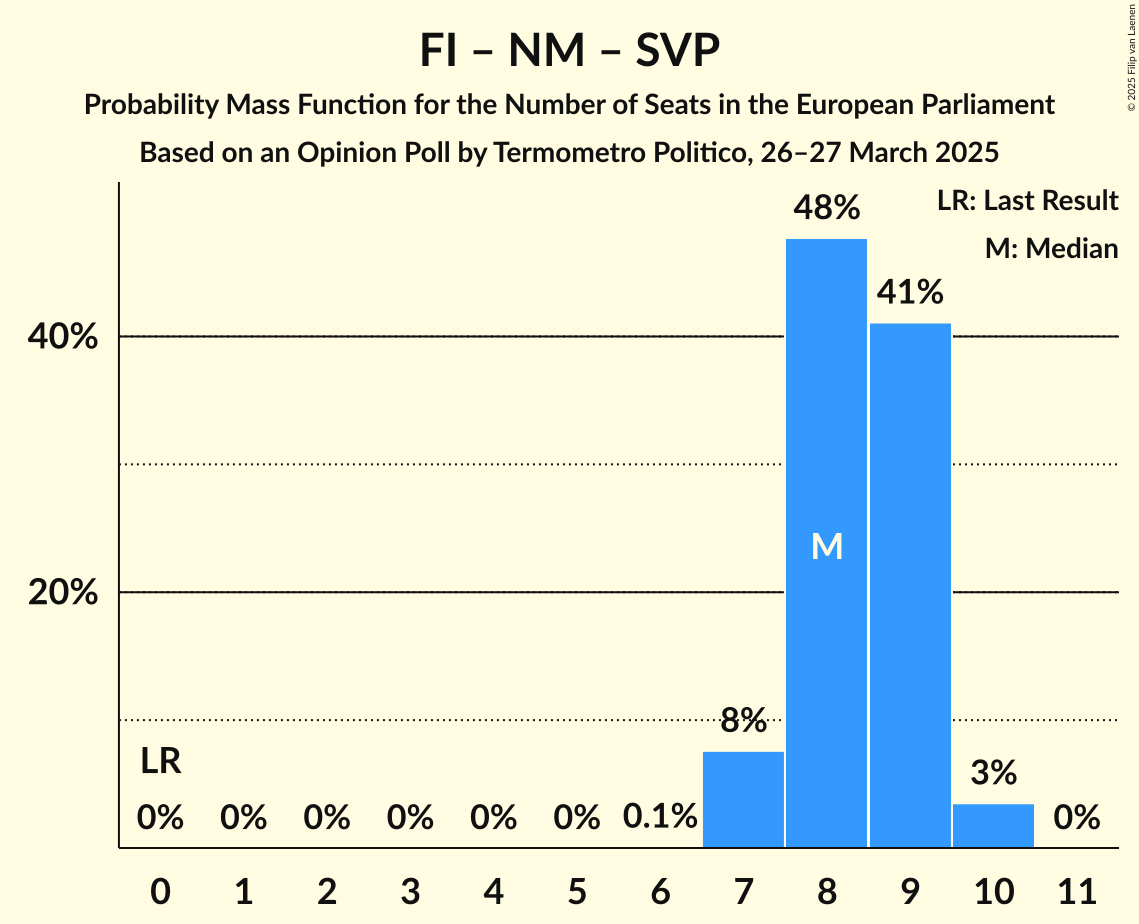 FI – NM – SVP
Probability Mass Function for the Number of Seats in the European Parliament
Based on an Opinion Poll by Termometro Politico, 26–27 March 2025
© 2025 Filip van Laenen
LR: Last Result
M: Median
48%
41%
40%
M
20%
8%
LR
3%
0% 0% 0% 0% 0% 0% 0.1% 0%
0 1 2 3 4 5 6 7 8 9 10 11